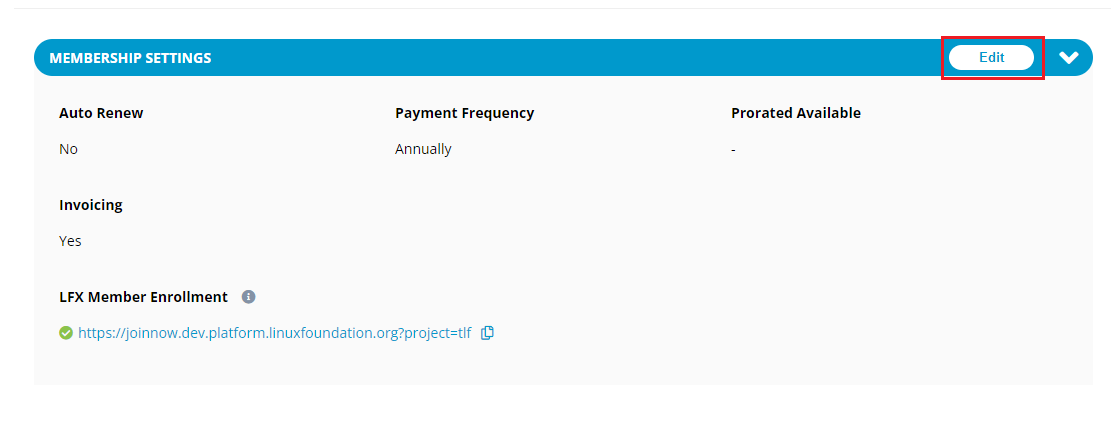 MEMBERSHIP SETTINGS Edit
Auto Renew Payment Frequency Prorated Available
No Annually -
Invoicing
Yes
LFX Member Enrollment
https://joinnow.dev.platform.linuxfoundation.org?project=tlf